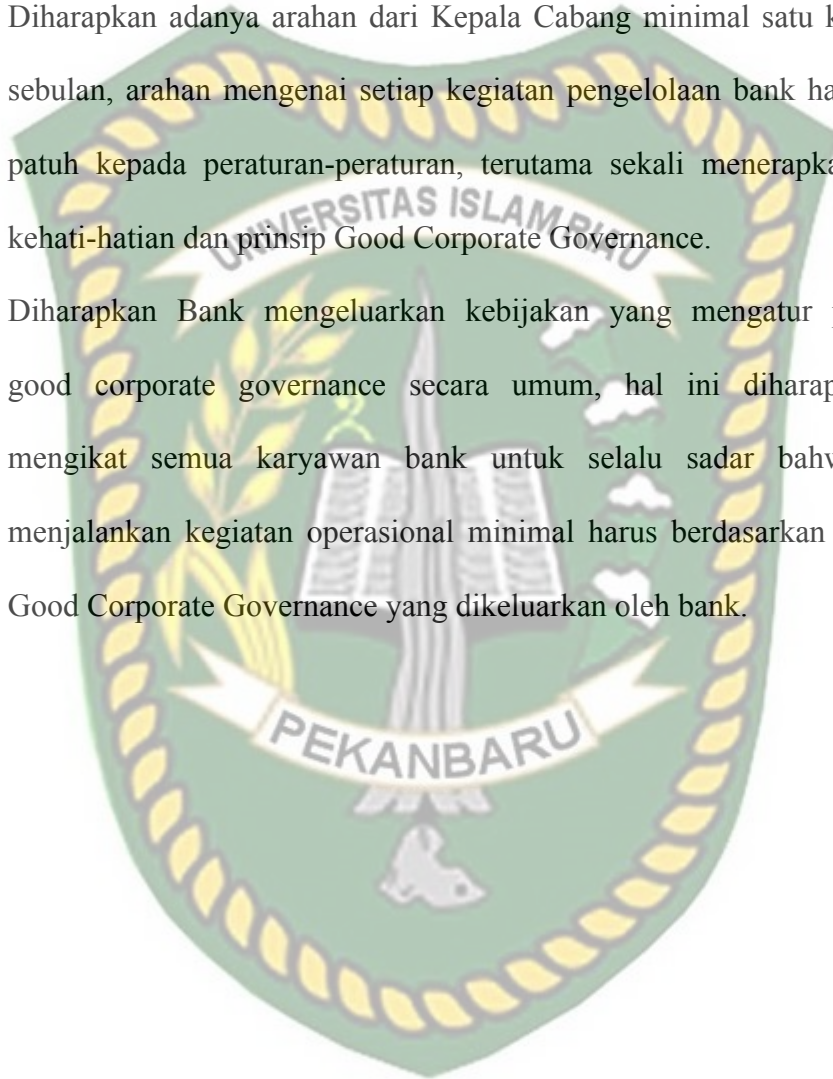 Diharapkan adanya arahan dari Kepala Cabang minimal satu k
sebulan, arahan mengenai setiap kegiatan pengelolaan bank ha
patuh kepada peraturan-peraturan, terutama sekali menerapka
UNIVERSITAS ISLAM RIAU
kehati-hatian dan prinsip Good Corporate Governance.
Diharapkan Bank mengeluarkan kebijakan yang mengatur
good corporate governance secara umum, hal ini diharap
mengikat semua karyawan bank untuk selalu sadar bahw
menjalankan kegiatan operasional minimal harus berdasarkan
Good Corporate Governance yang dikeluarkan oleh bank.
PEKANBARU